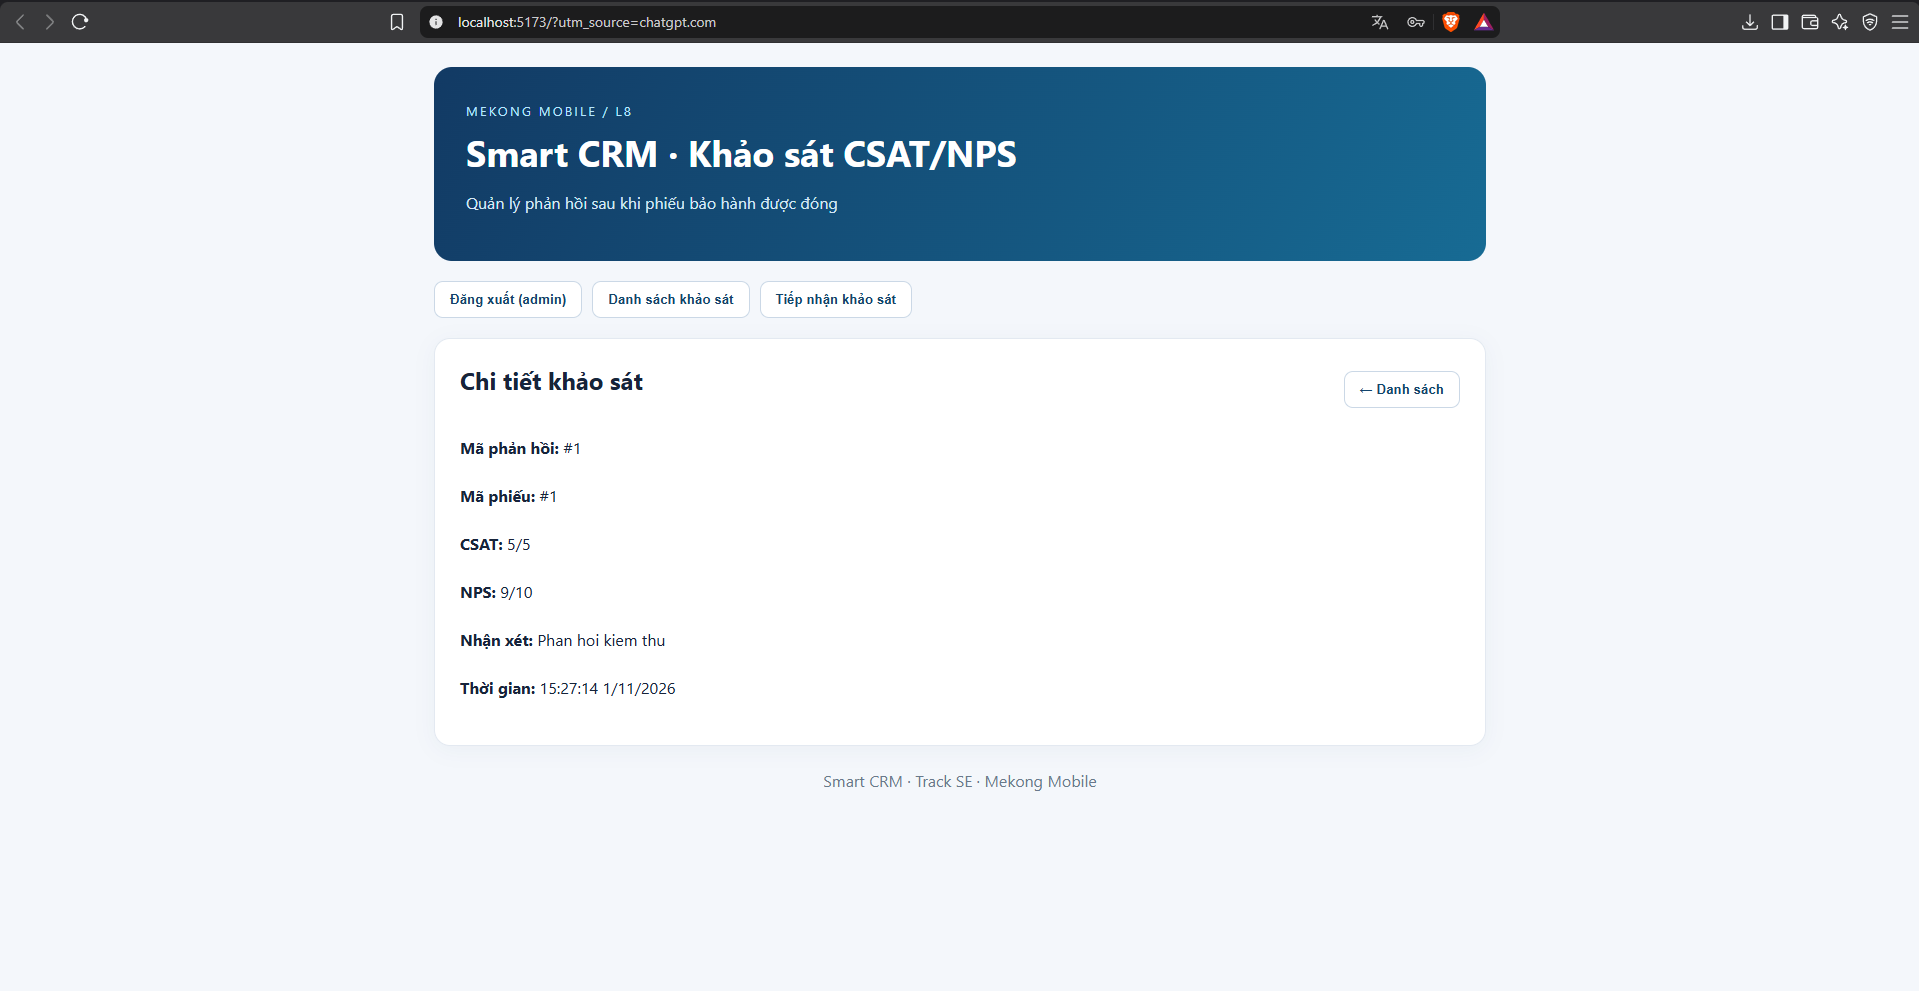 localhost:5173/?utm_source=chatgpt.com
MEKONG MOBILE / L8
Smart CRM · Khảo sát CSAT/NPS
Quản lý phản hồi sau khi phiếu bảo hành được đóng
Đăng xuất (admin)
Danh sách khảo sát
Tiếp nhận khảo sát
Chi tiết khảo sát
← Danh sách
Mã phản hồi: #1
Mã phiếu: #1
CSAT: 5/5
NPS: 9/10
Nhận xét: Phan hoi kiem thu
Thời gian: 15:27:14 1/11/2026
Smart CRM · Track SE · Mekong Mobile